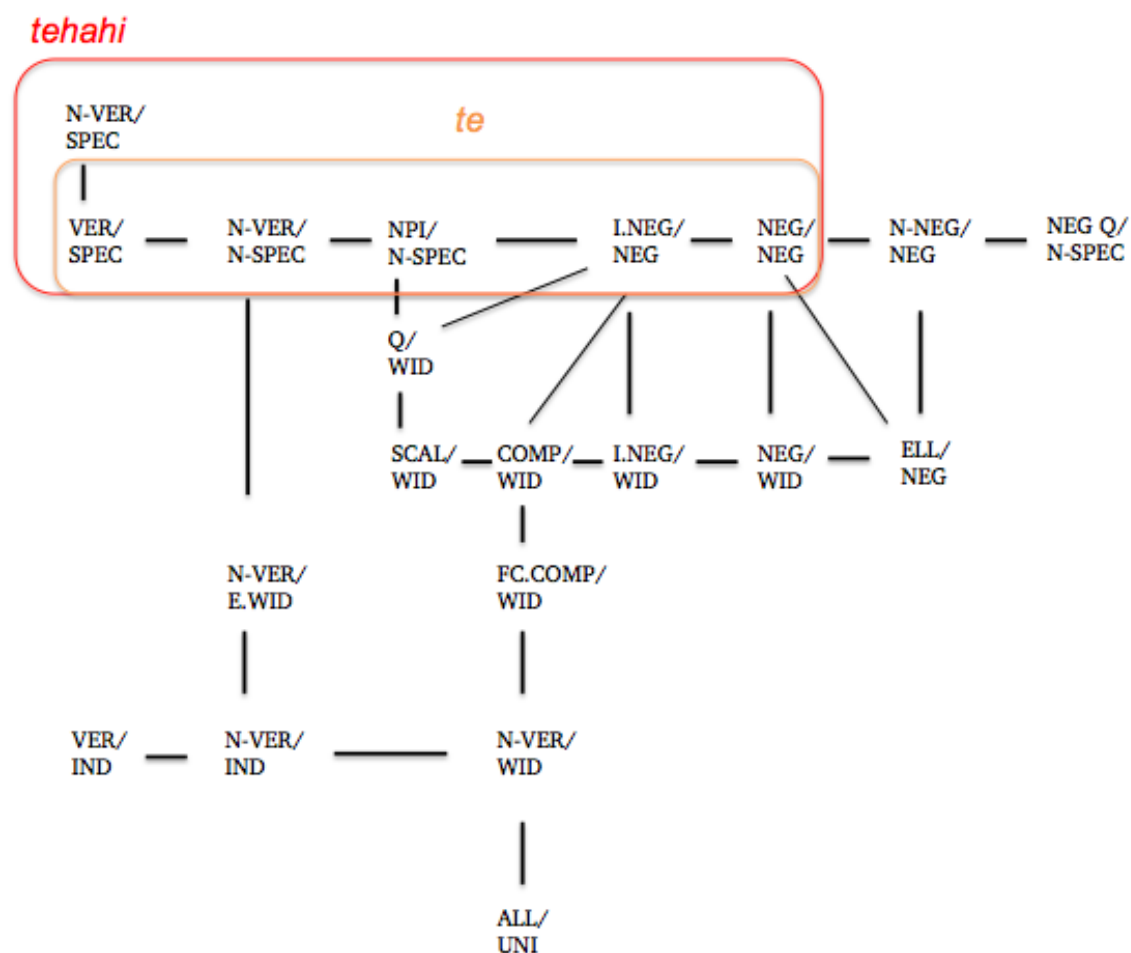 tehahi
te
N-VER/
SPEC
VER/
SPEC
N-VER/
N-SPEC
NPI/
N-SPEC
I.NEG/
NEG
NEG/
NEG
N-NEG/
NEG
NEG Q/
N-SPEC
Q/
WID
SCAL/
WID
COMP/
WID
I.NEG/
WID
NEG/
WID
ELL/
NEG
N-VER/
E.WID
FC.COMP/
WID
VER/
IND
N-VER/
IND
N-VER/
WID
ALL/
UNI